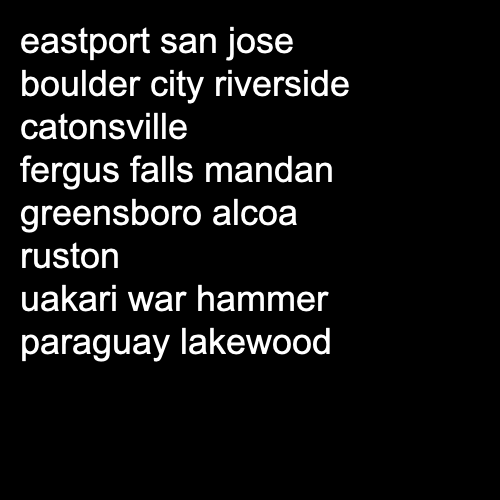 eastport san jose
boulder city riverside
catonsville
fergus falls mandan
greensboro alcoa
ruston
uakari war hammer
paraguay lakewood